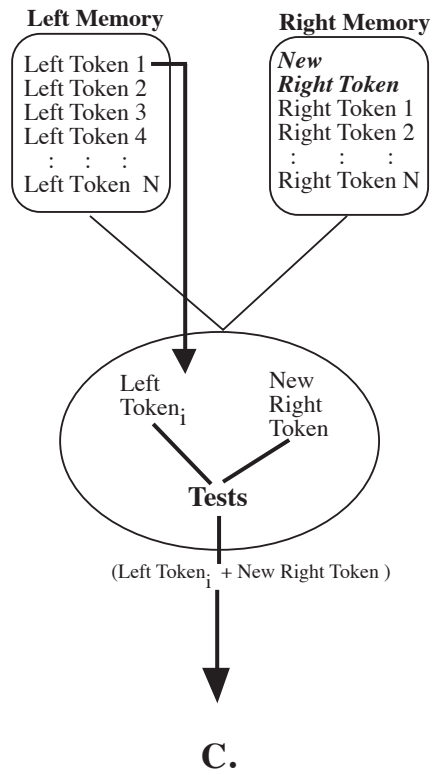 Left Memory
Left Token 1
Left Token 2
Left Token 3
Left Token 4
: : :
Left Token N
Right Memory
New
Right Token
Right Token 1
Right Token 2
: : :
Right Token N
Left
Token i
New
Right
Token
Tests
(Left Token i + New Right Token )
C.